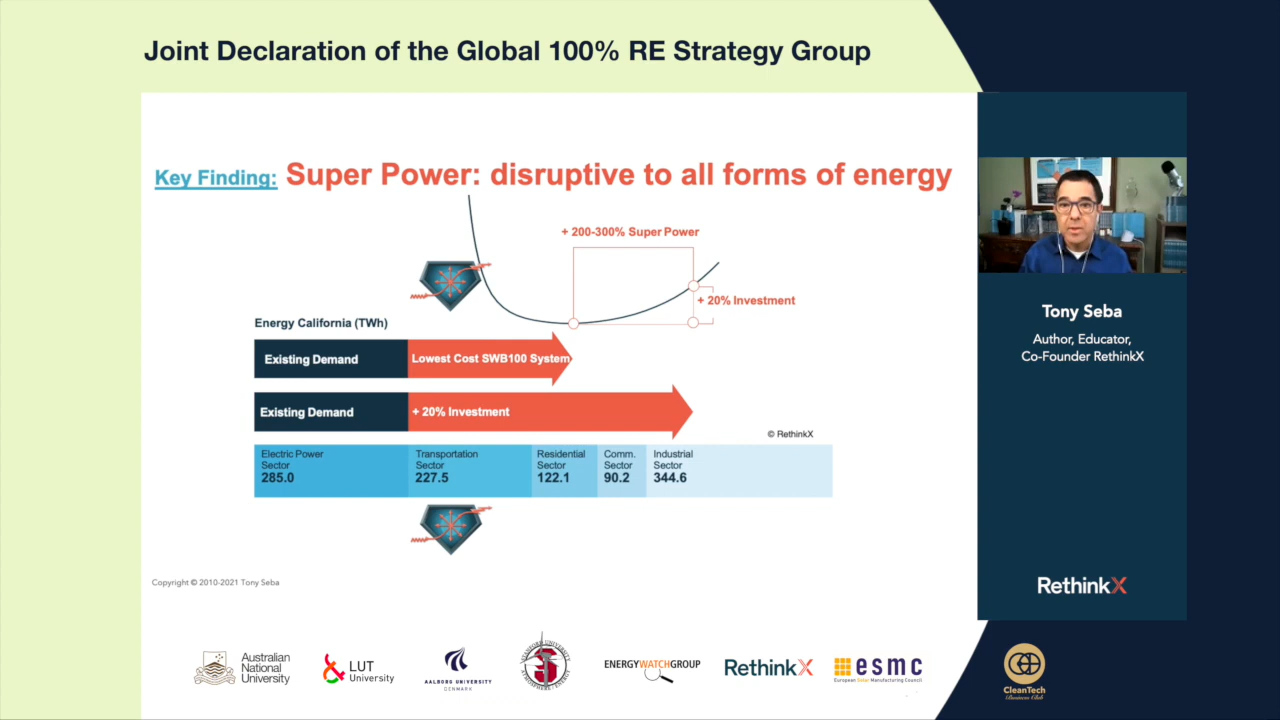 Joint Declaration of the Global 100% RE Strategy Group
Key Finding: Super Power: disruptive to all forms of energy
+ 200-300% Super Power
+ 20% Investment
Energy California (TWh)
Existing Demand
Lowest Cost SWB100 System
Existing Demand
+ 20% Investment
© RethinkX
Electric Power
Sector
285.0
Transportation
Sector
227.5
Residential
Sector
122.1
Comm.
Sector
90.2
Industrial
Sector
344.6
Copyright © 2010-2021 Tony Seba
Tony Seba
Author, Educator,
Co-Founder RethinkX
RethinkX
Australian
National
University
LUT
University
AALBORG UNIVERSITY
DENMARK
STANFORD UNIVERSITY
ATMOSPHERE / ENERGY
ENERGYWATCHGROUP
RethinkX
esmc
European Solar Manufacturing Council
CleanTech
Business Club